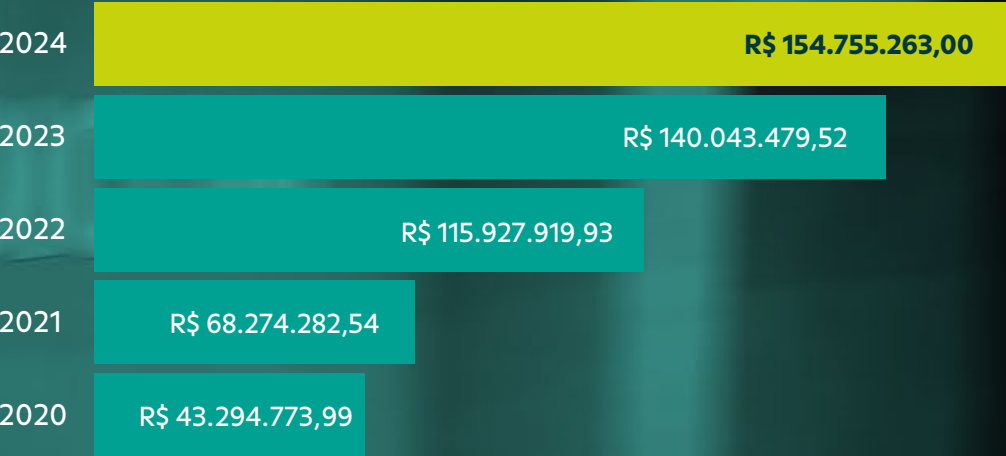 2024 R$ 154.755.263,00
2023 R$ 140.043.479,52
2022 R$ 115.927.919,93
2021 R$ 68.274.282,54
2020 R$ 43.294.773,99